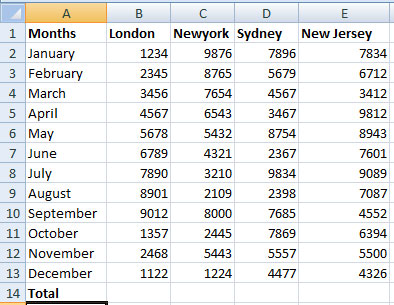 A B C D E
1 Months London Newyork Sydney New Jersey
2 January 1234 9876 7896 7834
3 February 2345 8765 5679 6712
4 March 3456 7654 4567 3412
5 April 4567 6543 3467 9812
6 May 5678 5432 8754 8943
7 June 6789 4321 2367 7601
8 July 7890 3210 9834 9089
9 August 8901 2109 2398 7087
10 September 9012 8000 7685 4552
11 October 1357 2445 7869 6394
12 November 2468 5443 5557 5500
13 December 1122 1224 4477 4326
14 Total